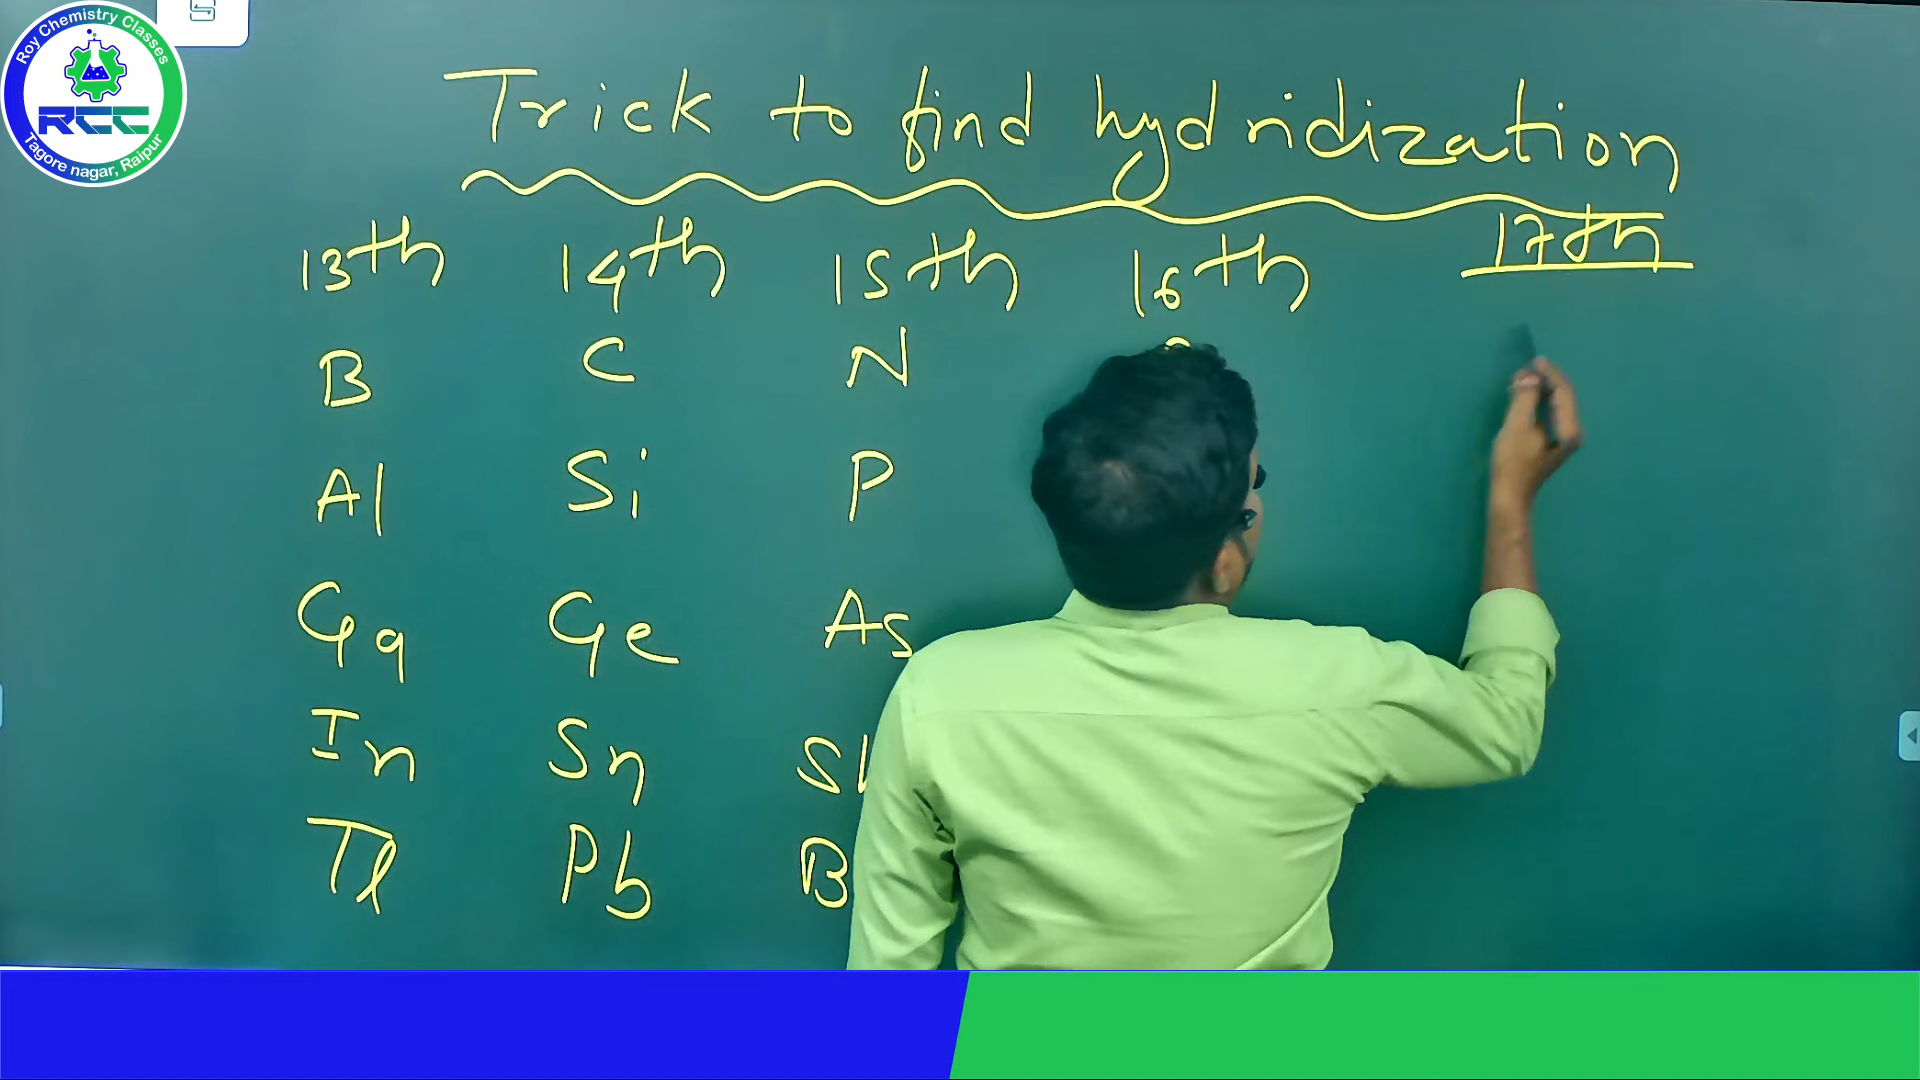 Roy Chemistry Classes
RCC
Tagore nagar, Raipur
Trick to find hydridization
13th 14th 15th 16th 17th
B C N
Al Si P
Ga Ge As
In Sn
Tl Pb B